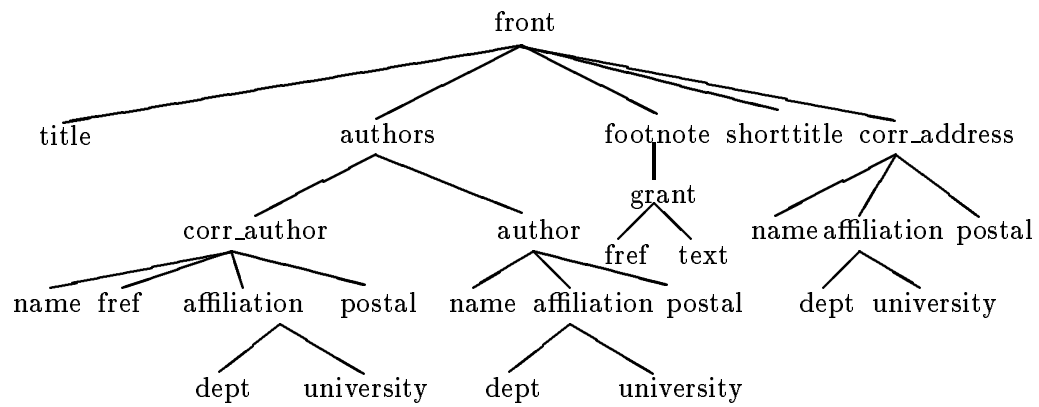 front
title authors footnote shorttitle corr_address
grant
corr_author author fref text name affiliation postal
name fref affiliation postal name affiliation postal dept university
dept university dept university